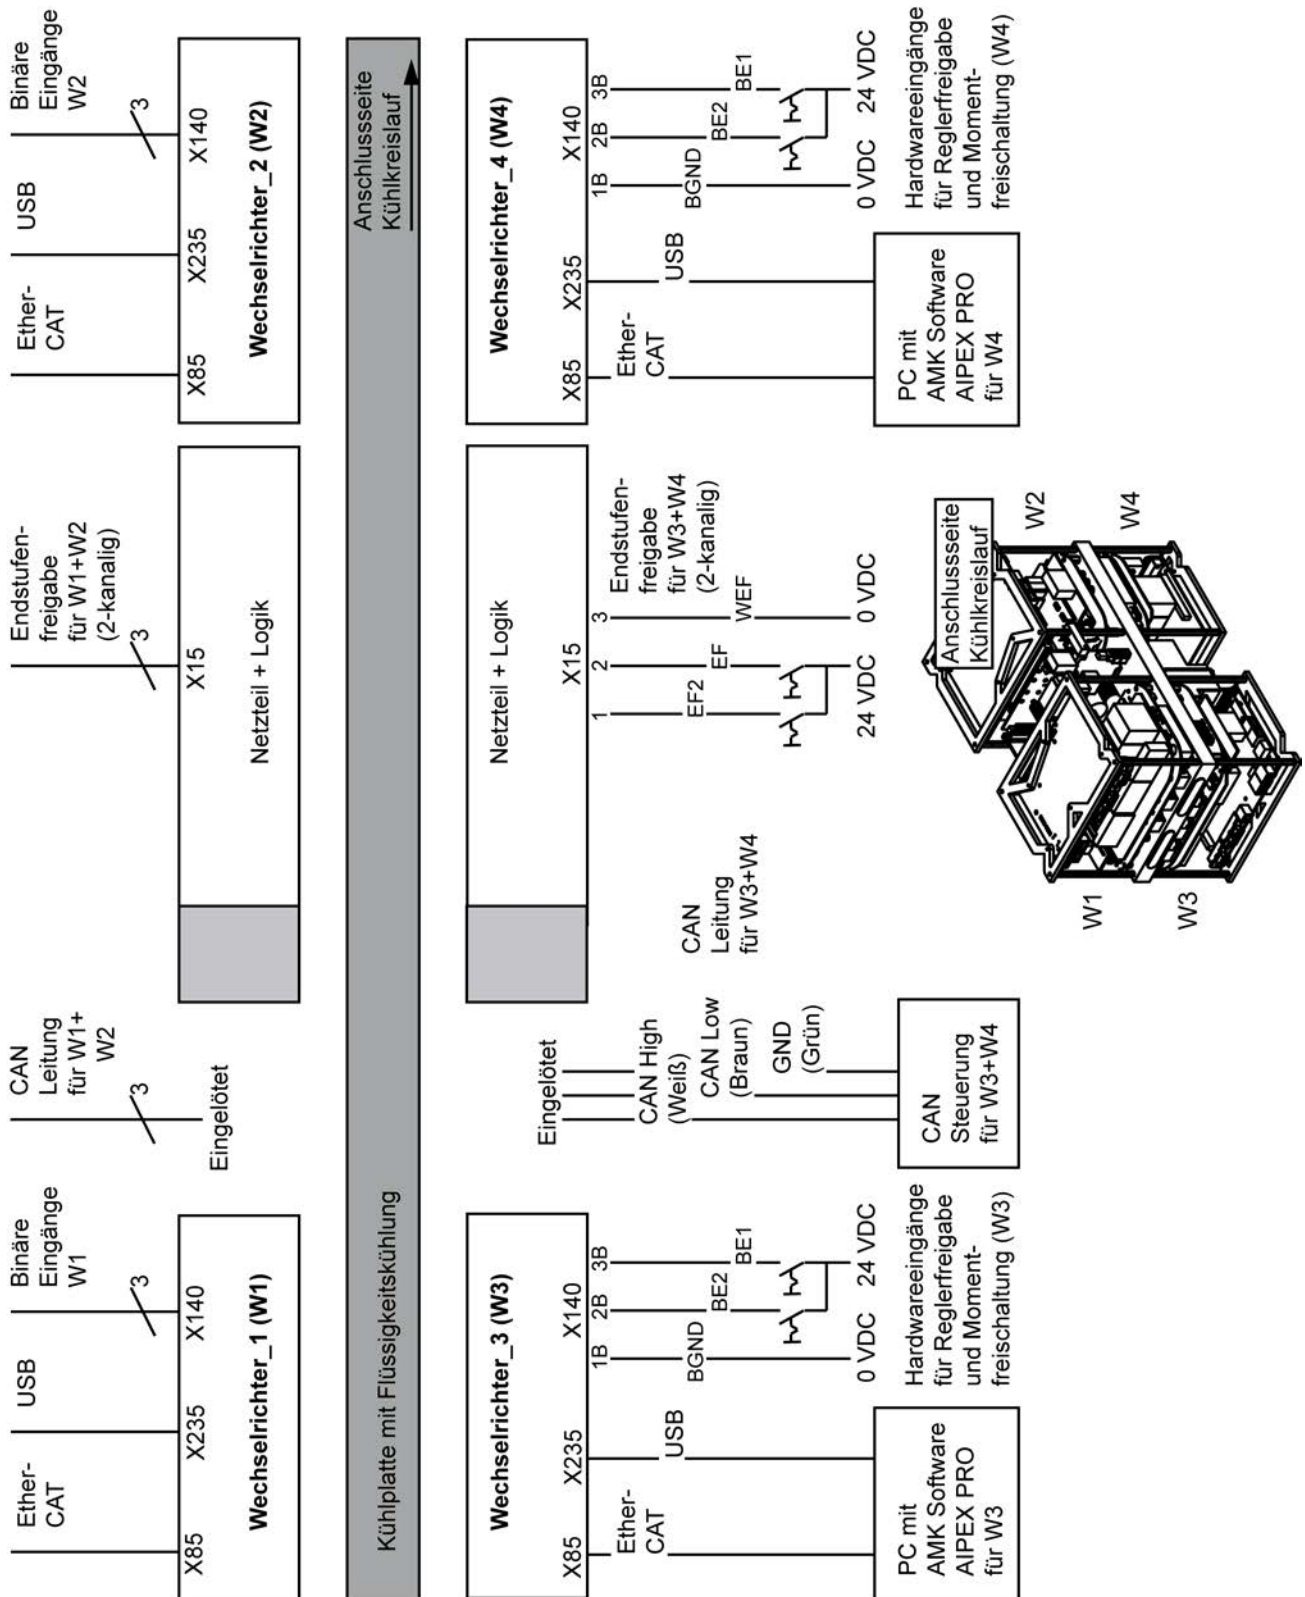 Ether-
CAT
USB
Binäre
Eingänge
W1
3
X85
X235
X140
Wechselrichter_1 (W1)
CAN
Leitung
für W1+
W2
3
Eingelötet
Endstufen-
freigabe
für W1+W2
(2-kanalig)
3
X15
Netzteil + Logik
Ether-
CAT
USB
Binäre
Eingänge
W2
3
X85
X235
X140
Wechselrichter_2 (W2)
Kühlplatte mit Flüssigkeitskühlung
Anschlussseite
Kühlkreislauf
Wechselrichter_3 (W3)
X85
X235
X140
1B
2B
3B
Ether-
CAT
USB
BGND
BE2
BE1
0 VDC
24 VDC
PC mit
AMK Software
AIPEX PRO
für W3
Hardwareeingänge
für Reglerfreigabe
und Moment-
freischaltung (W3)
Eingelötet
CAN High
(Weiß)
CAN Low
(Braun)
GND
(Grün)
CAN
Leitung
für W3+W4
CAN
Steuerung
für W3+W4
Netzteil + Logik
X15
1
2
3
EF2
EF
WEF
Endstufen-
freigabe
für W3+W4
(2-kanalig)
24 VDC
0 VDC
Wechselrichter_4 (W4)
X85
X235
X140
1B
2B
3B
Ether-
CAT
USB
BGND
BE2
BE1
0 VDC
24 VDC
PC mit
AMK Software
AIPEX PRO
für W4
Hardwareeingänge
für Reglerfreigabe
und Moment-
freischaltung (W4)
Anschlussseite
Kühlkreislauf
W1
W2
W3
W4